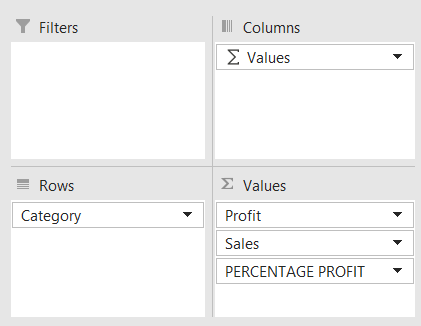 Filters
Columns
Σ Values
Rows
Σ Values
Category
Profit
Sales
PERCENTAGE PROFIT